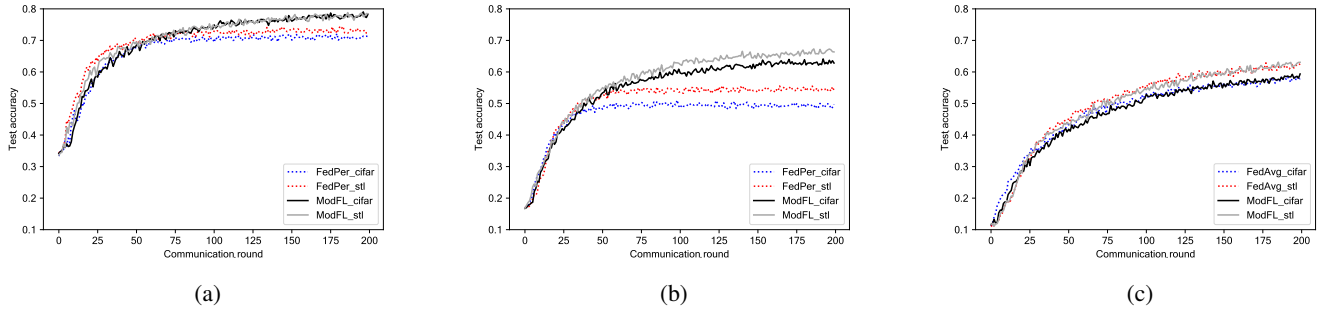 0.8
0.7
0.6
0.5
0.4
0.3
0.2
0.1
Test accuracy
0 25 50 75 100 125 150 175 200
Communication round
FedPer_cifar
FedPer_stl
ModFL_cifar
ModFL_stl
(a)
0.8
0.7
0.6
0.5
0.4
0.3
0.2
0.1
Test accuracy
0 25 50 75 100 125 150 175 200
Communication round
FedPer_cifar
FedPer_stl
ModFL_cifar
ModFL_stl
(b)
0.8
0.7
0.6
0.5
0.4
0.3
0.2
0.1
Test accuracy
0 25 50 75 100 125 150 175 200
Communication round
FedAvg_cifar
FedAvg_stl
ModFL_cifar
ModFL_stl
(c)